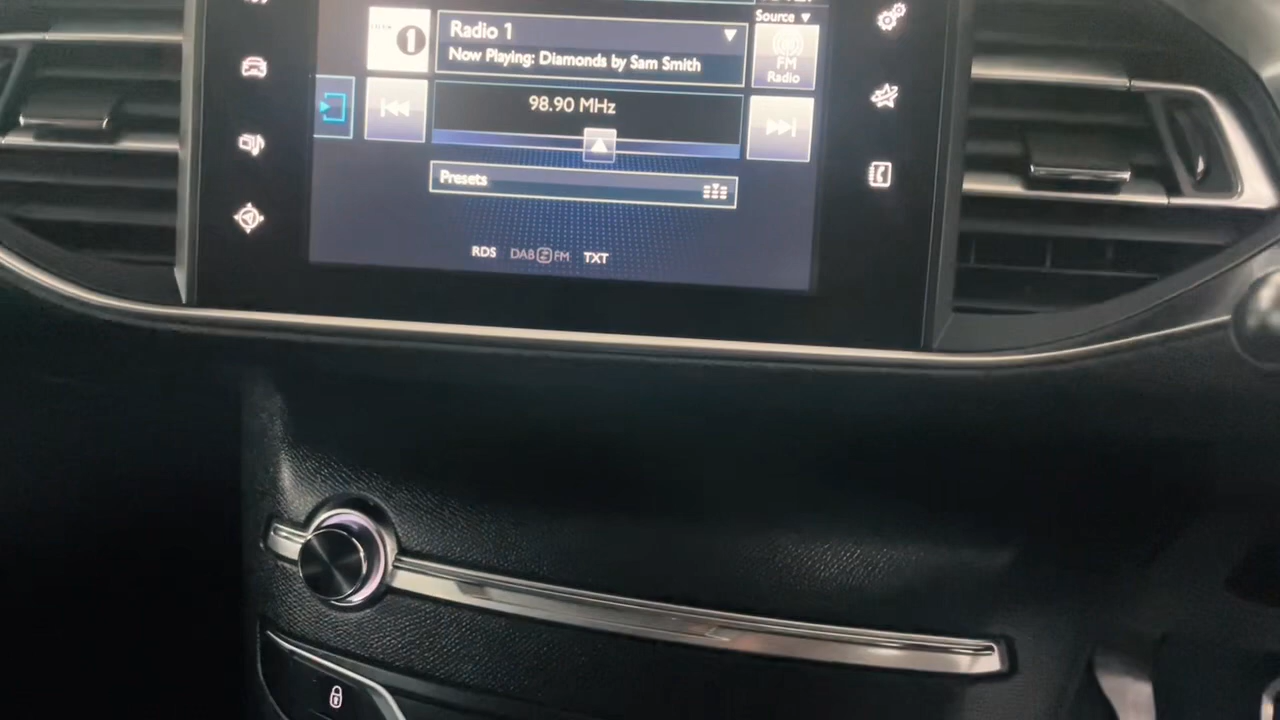 Source ▼
1
Radio 1
Now Playing: Diamonds by Sam Smith
FM
Radio
98.90 MHz
Presets
RDS DAB FM TXT